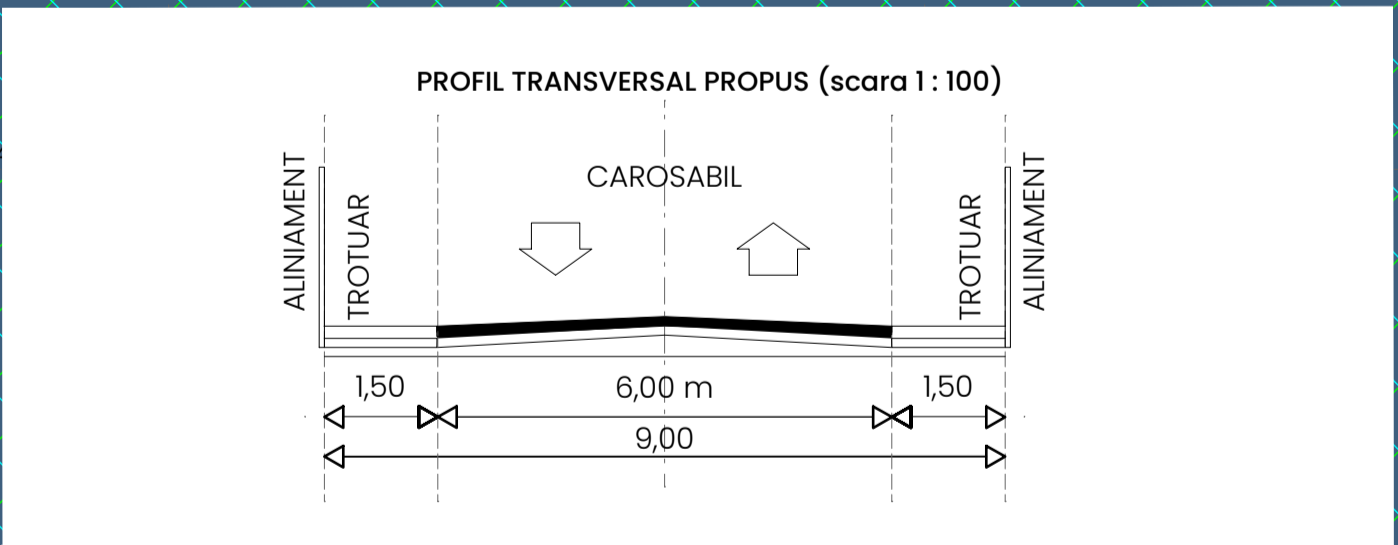 PROFIL TRANSVERSAL PROPUS (scara 1 : 100)
ALINIAMENT
TROTUAR
CAROSABIL
TROTUAR
ALINIAMENT
1,50
6,00 m
1,50
9,00